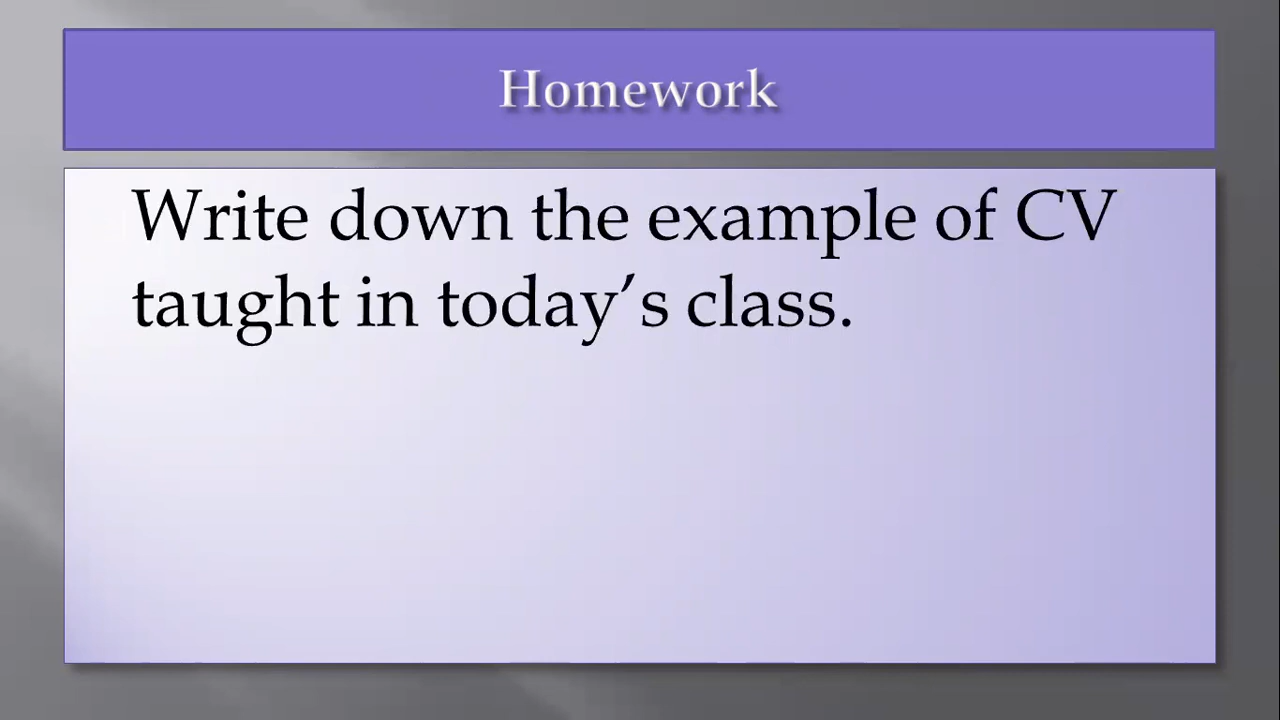 Homework
Write down the example of CV
taught in today’s class.